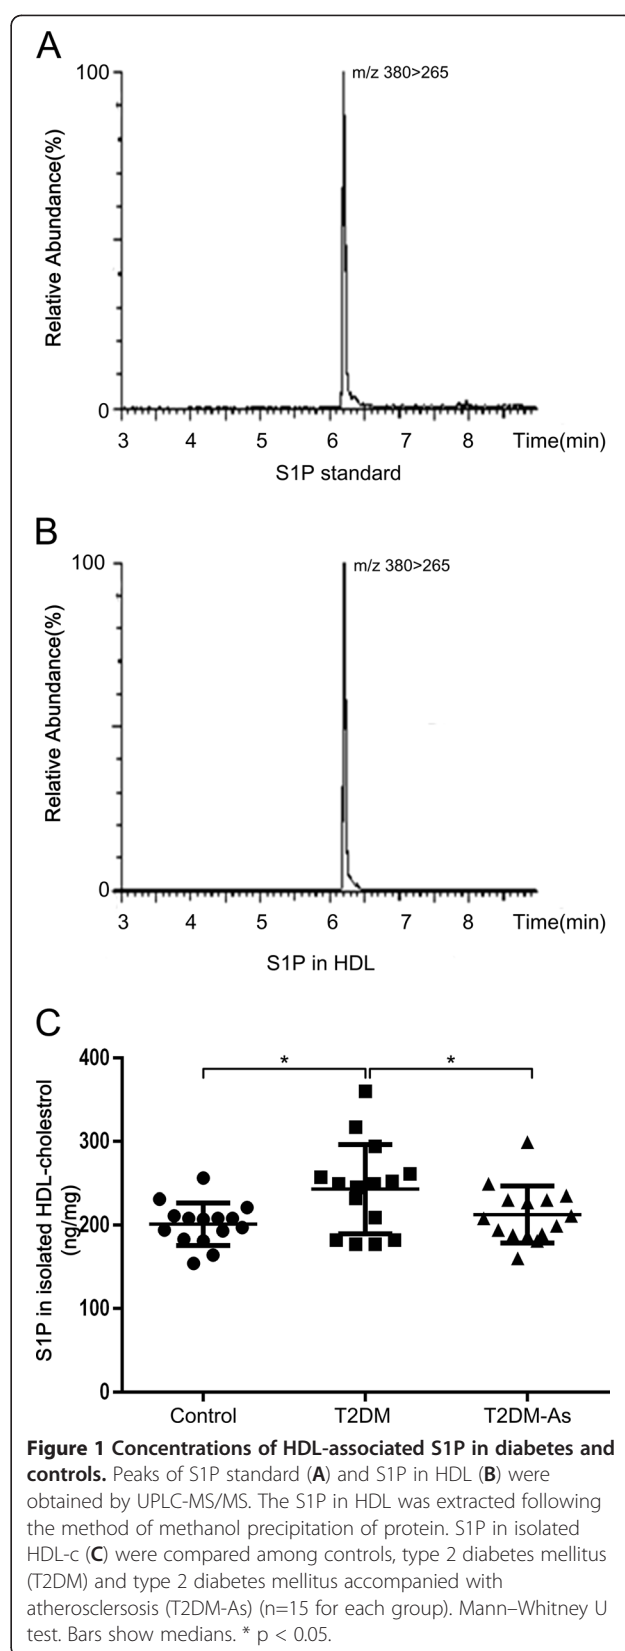 A
100
m/z 380>265
Relative Abundance(%)
0
3 4 5 6 7 8 Time(min)
S1P standard
B
100
m/z 380>265
Relative Abundance(%)
0
3 4 5 6 7 8 Time(min)
S1P in HDL
C
400
* *
300
200
100
0
S1P in isolated HDL-cholestrol
(ng/mg)
Control T2DM T2DM-As
Figure 1 Concentrations of HDL-associated S1P in diabetes and
controls. Peaks of S1P standard (A) and S1P in HDL (B) were
obtained by UPLC-MS/MS. The S1P in HDL was extracted following
the method of methanol precipitation of protein. S1P in isolated
HDL-c (C) were compared among controls, type 2 diabetes mellitus
(T2DM) and type 2 diabetes mellitus accompanied with
atherosclersosis (T2DM-As) (n=15 for each group). Mann–Whitney U
test. Bars show medians. * p < 0.05.